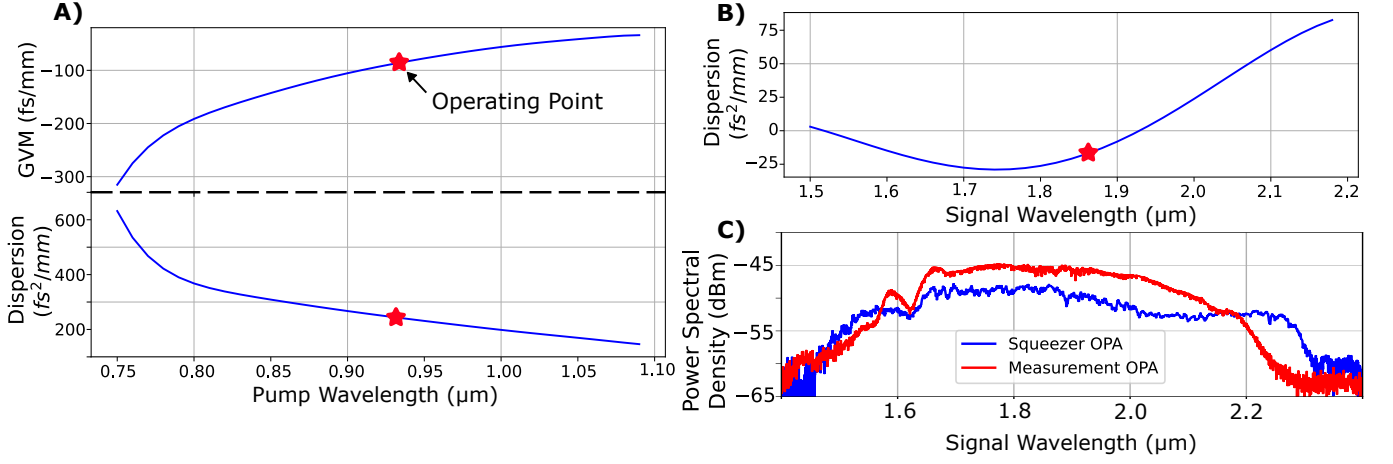 A)
GVM (fs/mm)
−100
−200
−300
Operating Point
Dispersion
(fs²/mm)
600
400
200
0.75 0.80 0.85 0.90 0.95 1.00 1.05 1.10
Pump Wavelength (μm)
B)
Dispersion
(fs²/mm)
75
50
25
0
−25
1.5 1.6 1.7 1.8 1.9 2.0 2.1 2.2
Signal Wavelength (μm)
C)
Power Spectral
Density (dBm)
−45
−55
−65
Squeezer OPA
Measurement OPA
1.6 1.8 2.0 2.2
Signal Wavelength (μm)